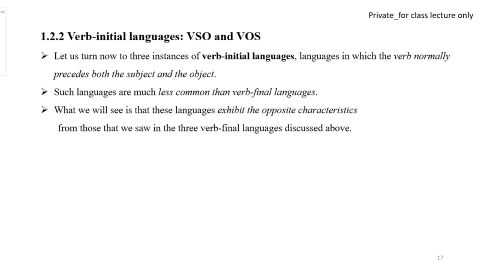 Private_for class lecture only
1.2.2 Verb-initial languages: VSO and VOS
➢ Let us turn now to three instances of verb-initial languages, languages in which the verb normally
precedes both the subject and the object.
➢ Such languages are much less common than verb-final languages.
➢ What we will see is that these languages exhibit the opposite characteristics
from those that we saw in the three verb-final languages discussed above.
17